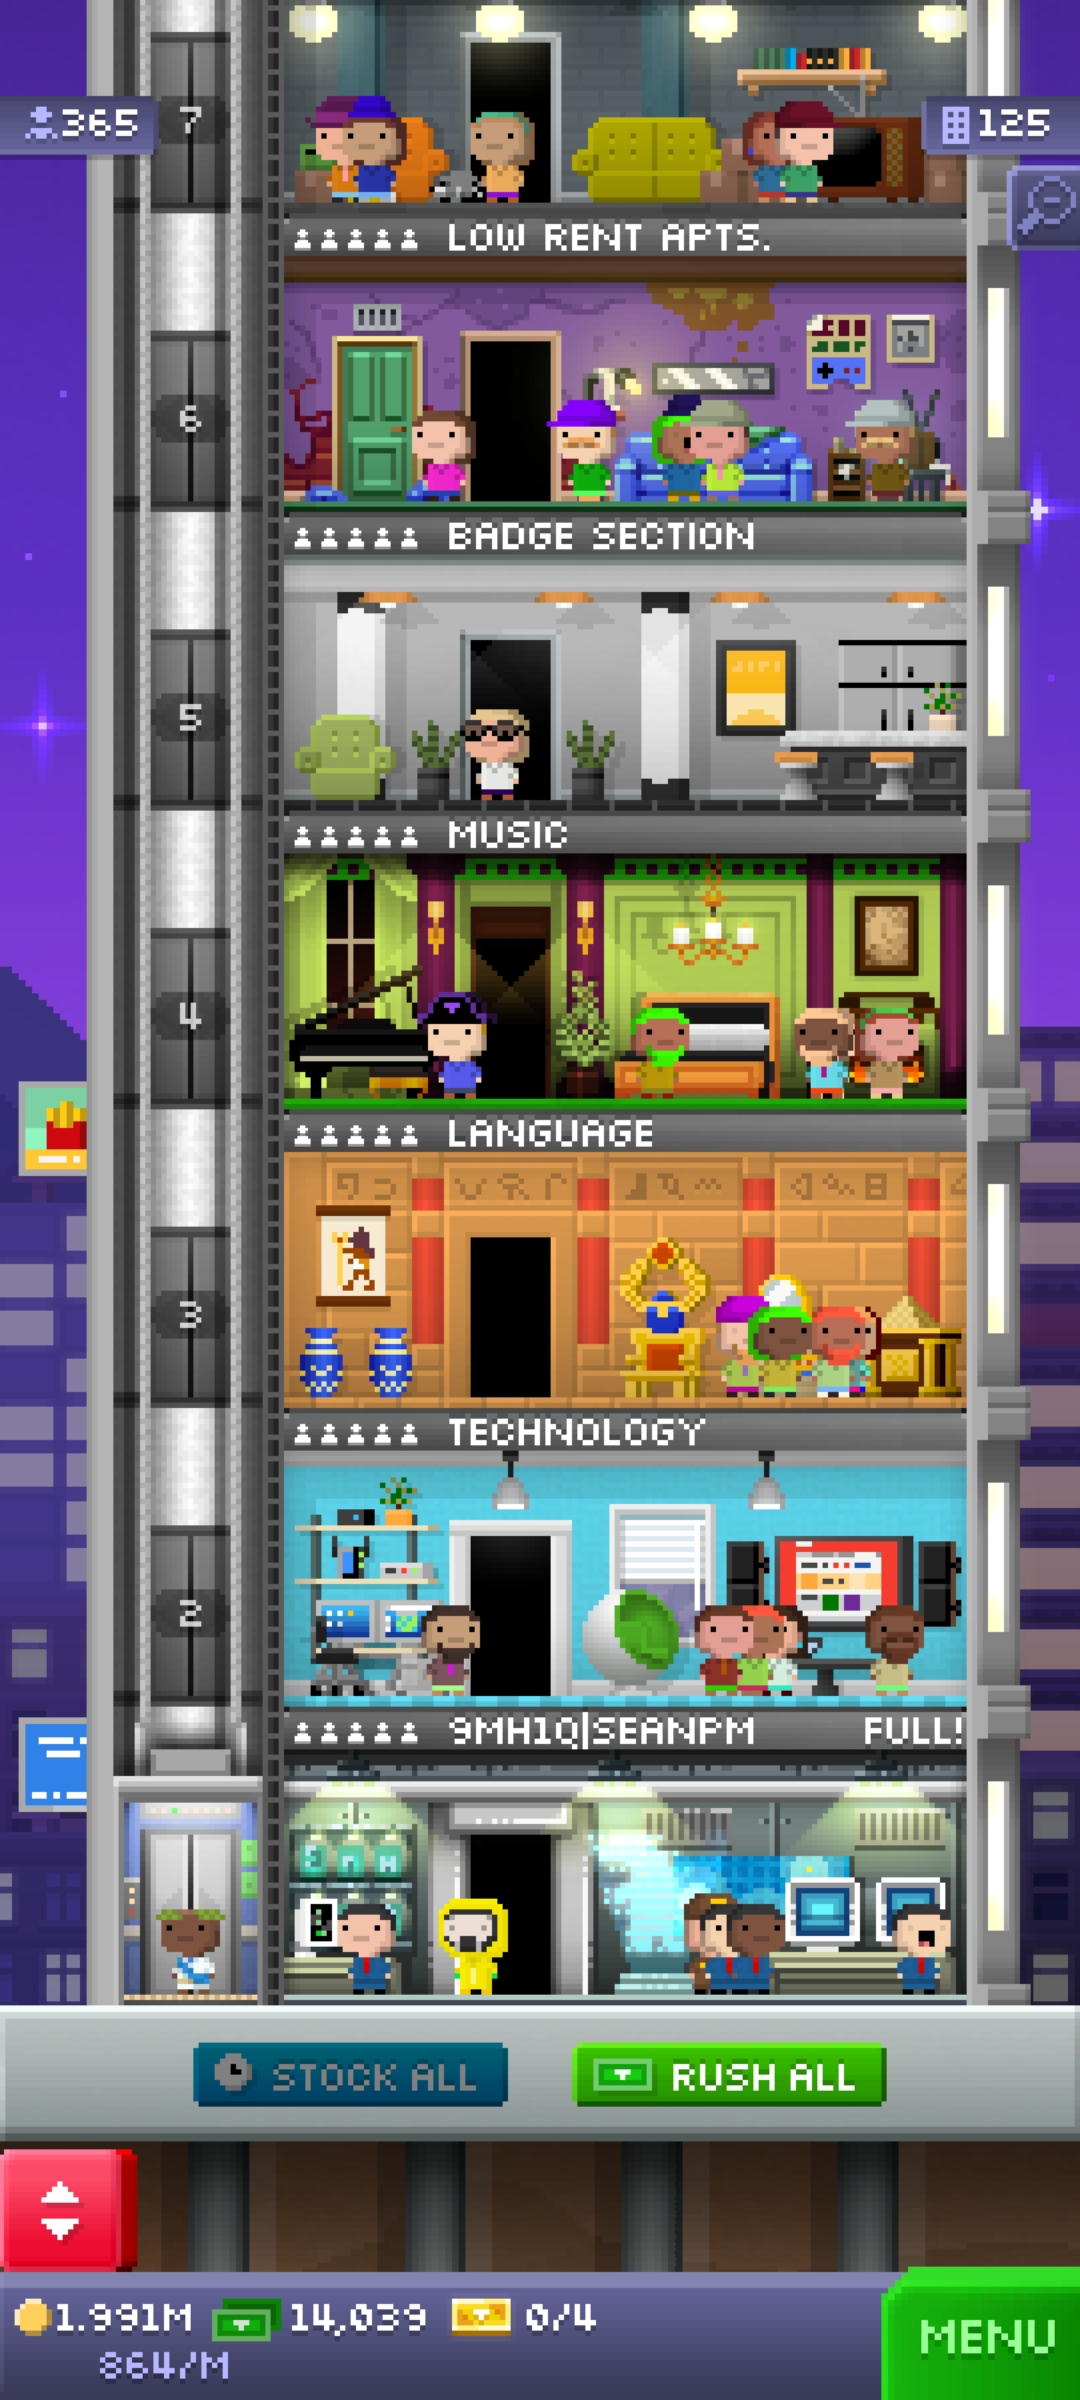 365
7
125
LOW RENT APTS.
6
BADGE SECTION
5
MUSIC
4
LANGUAGE
3
TECHNOLOGY
2
9MH1Q|SEANPM FULL!
STOCK ALL
RUSH ALL
1.991M 14,039 0/4
864/M
MENU